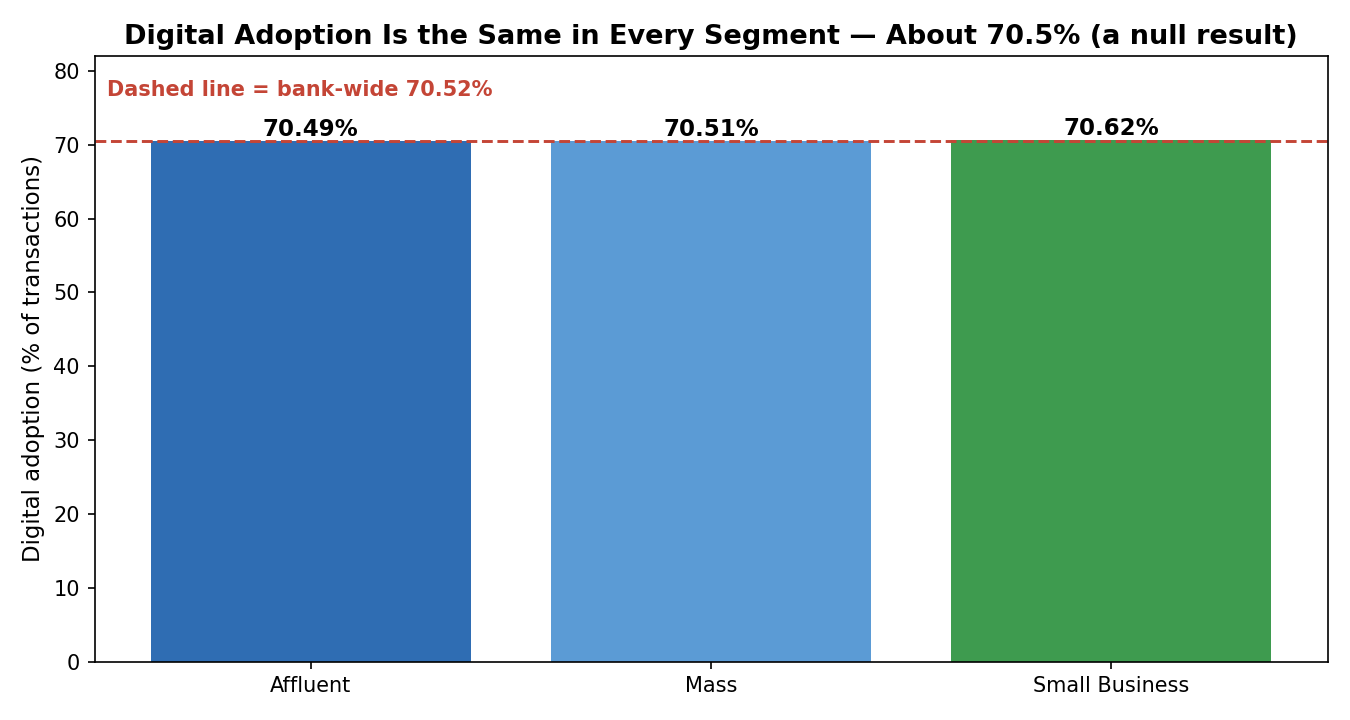 Digital Adoption Is the Same in Every Segment — About 70.5% (a null result)
Digital adoption (% of transactions)
80
70
60
50
40
30
20
10
0
Dashed line = bank-wide 70.52%
70.49%
70.51%
70.62%
Affluent
Mass
Small Business